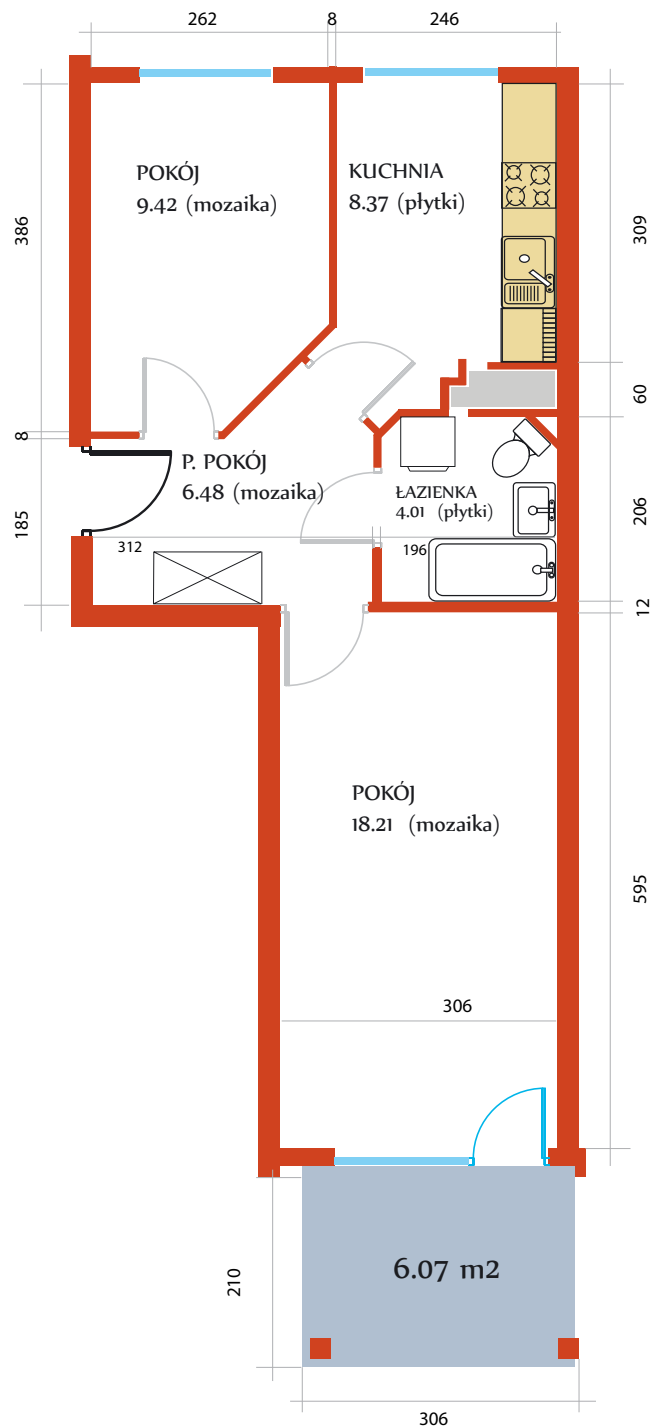 262
8
246
POKÓJ
9.42 (mozaika)
KUCHNIA
8.37 (płytki)
386
309
60
8
P. POKÓJ
6.48 (mozaika)
ŁAZIENKA
4.01 (płytki)
185
206
312
196
12
POKÓJ
18.21 (mozaika)
595
306
210
6.07 m2
306